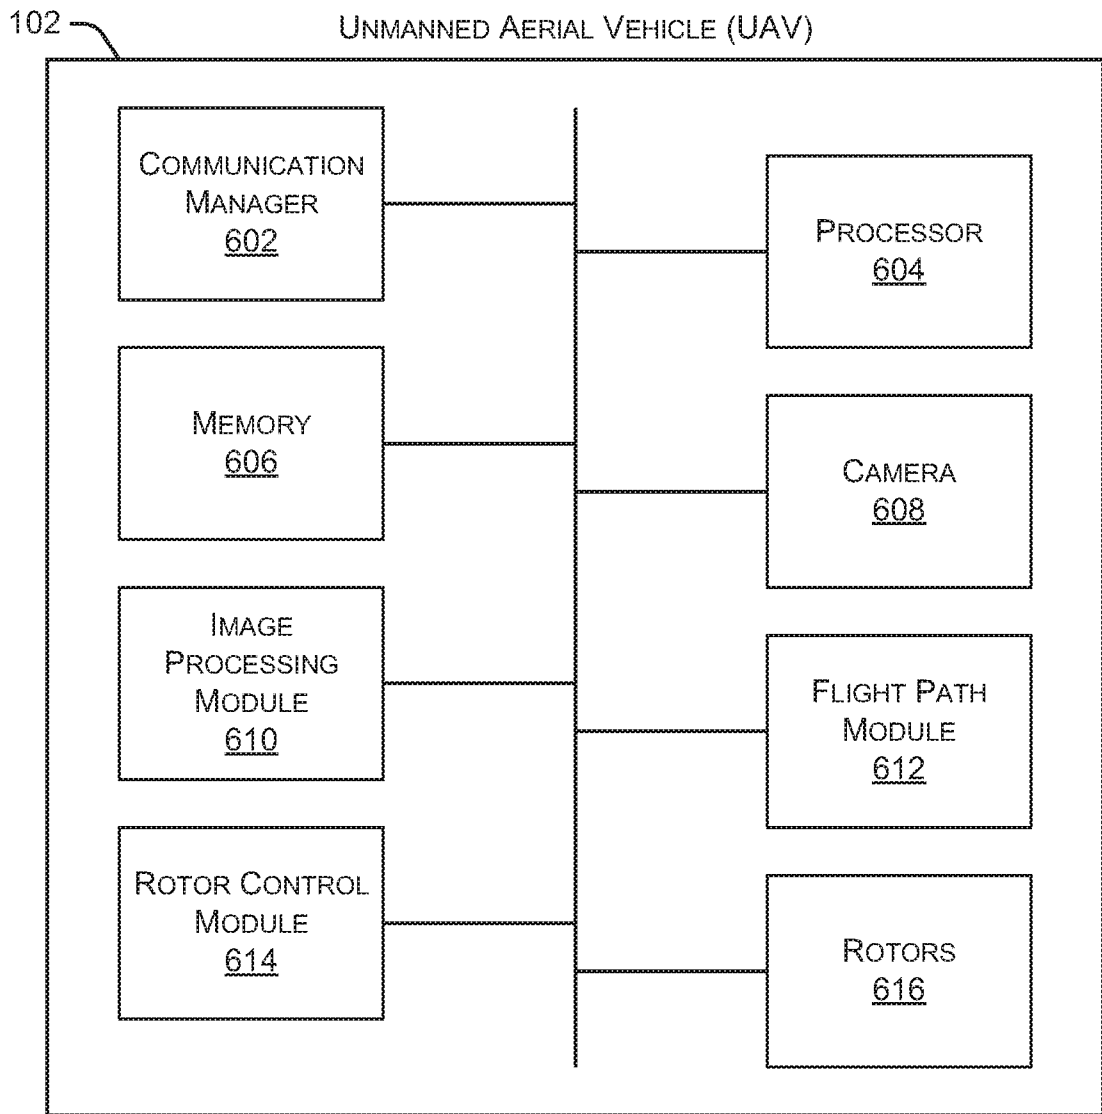 102
UNMANNED AERIAL VEHICLE (UAV)
COMMUNICATION
MANAGER
602
PROCESSOR
604
MEMORY
606
CAMERA
608
IMAGE
PROCESSING
MODULE
610
FLIGHT PATH
MODULE
612
ROTOR CONTROL
MODULE
614
ROTORS
616